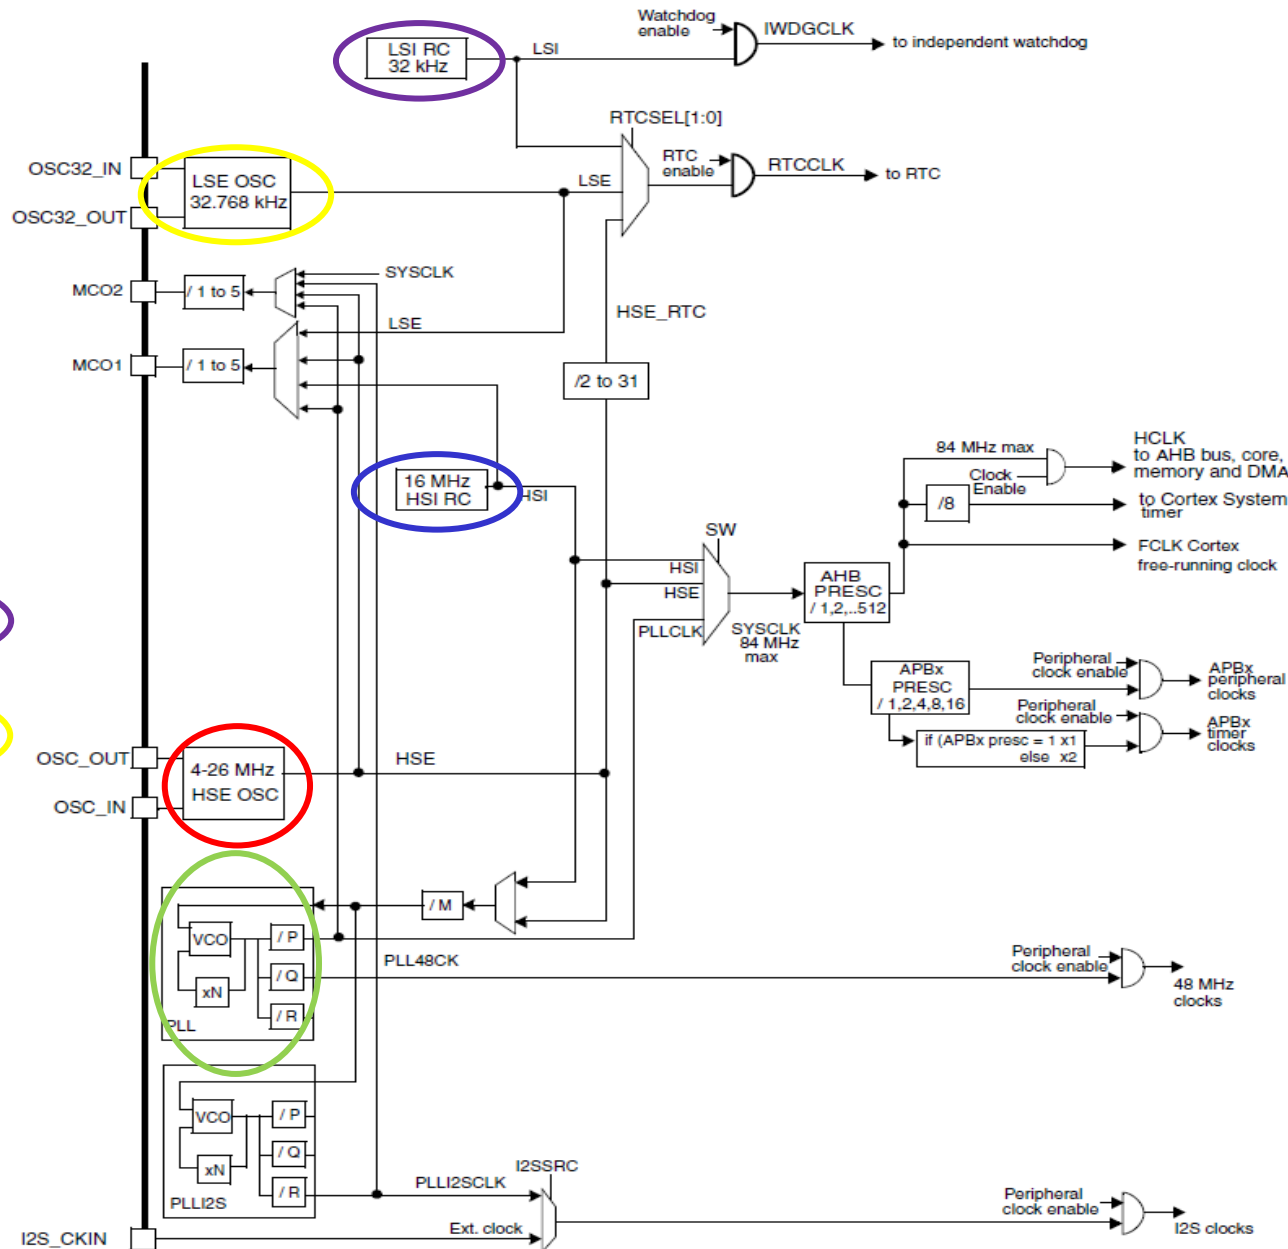 Watchdog
enable
IWDGCLK
to independent watchdog
LSI RC
32 kHz
LSI
RTCSEL[1:0]
OSC32_IN
RTC
enable
RTCCLK
to RTC
LSE OSC
32.768 kHz
LSE
OSC32_OUT
SYSCLK
MCO2
/ 1 to 5
HSE_RTC
LSE
MCO1
/ 1 to 5
/2 to 31
84 MHz max
HCLK
to AHB bus, core,
memory and DMA
16 MHz
HSI RC
HSI
Clock
Enable
/8
to Cortex System
timer
SW
FCLK Cortex
free-running clock
HSI
HSE
PLLCLK
AHB
PRESC
/ 1,2,..512
SYSCLK
84 MHz
max
Peripheral
clock enable
APBx
peripheral
clocks
APBx
PRESC
/ 1,2,4,8,16
Peripheral
clock enable
APBx
timer
clocks
if (APBx presc = 1 x1
else x2
OSC_OUT
HSE
4-26 MHz
HSE OSC
OSC_IN
/ M
VCO
/ P
PLL48CK
Peripheral
clock enable
/ Q
xN
48 MHz
clocks
/ R
PLL
VCO
/ P
/ Q
xN
I2SSRC
/ R
PLLI2SCLK
PLLI2S
Peripheral
clock enable
Ext. clock
I2S clocks
I2S_CKIN